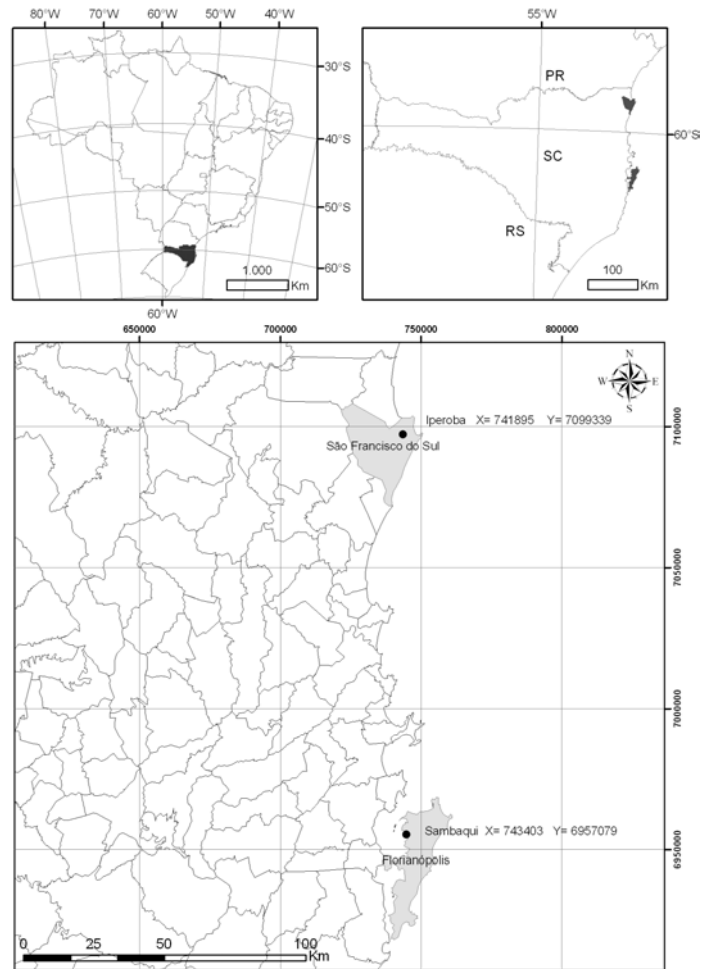 80°W 70°W 60°W 50°W 40°W
30°S
40°S
50°S
60°S
1.000
Km
60°W
55°W
PR
60°S
SC
RS
100
Km
650000 700000 750000 800000
N
W E
S
Iperoba X= 741895 Y= 7099339
7100000
São Francisco do Sul
7050000
7000000
Sambaqui X= 743403 Y= 6957079
6950000
Florianópolis
0 25 50 100
Km